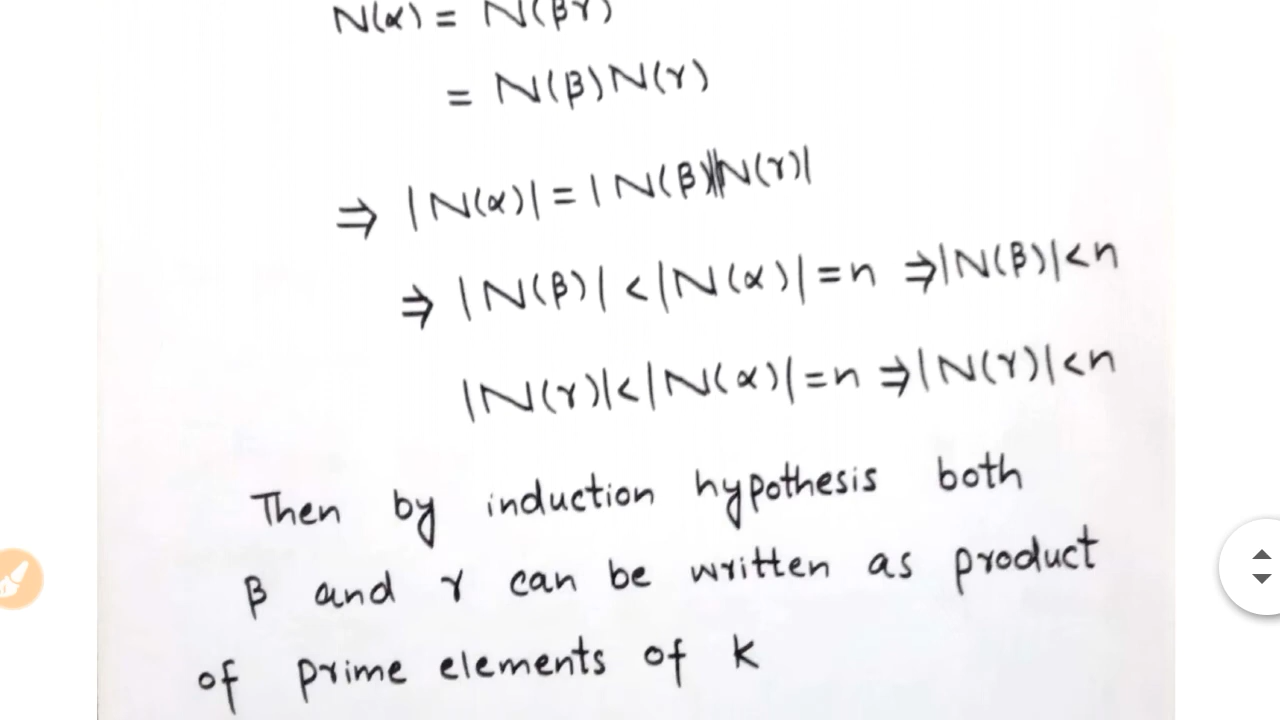 N(α) = N(βγ)
= N(β)N(γ)
⇒ |N(α)| = |N(β)||N(γ)|
⇒ |N(β)| < |N(α)| = n ⇒ |N(β)| < n
|N(γ)| < |N(α)| = n ⇒ |N(γ)| < n
Then by induction hypothesis both
β and γ can be written as product
of prime elements of K